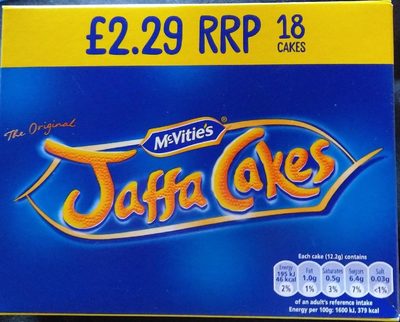 £2.29 RRP 18 CAKES
The Original
McVitie's ®
Jaffa Cakes
Each cake (12.2g) contains
Energy 195 kJ 46 kcal 2%
Fat 1.0g 1%
Saturates 0.5g 3%
Sugars 6.4g 7%
Salt 0.03g <1%
of an adult's reference intake
Energy per 100g: 1600 kJ, 379 kcal